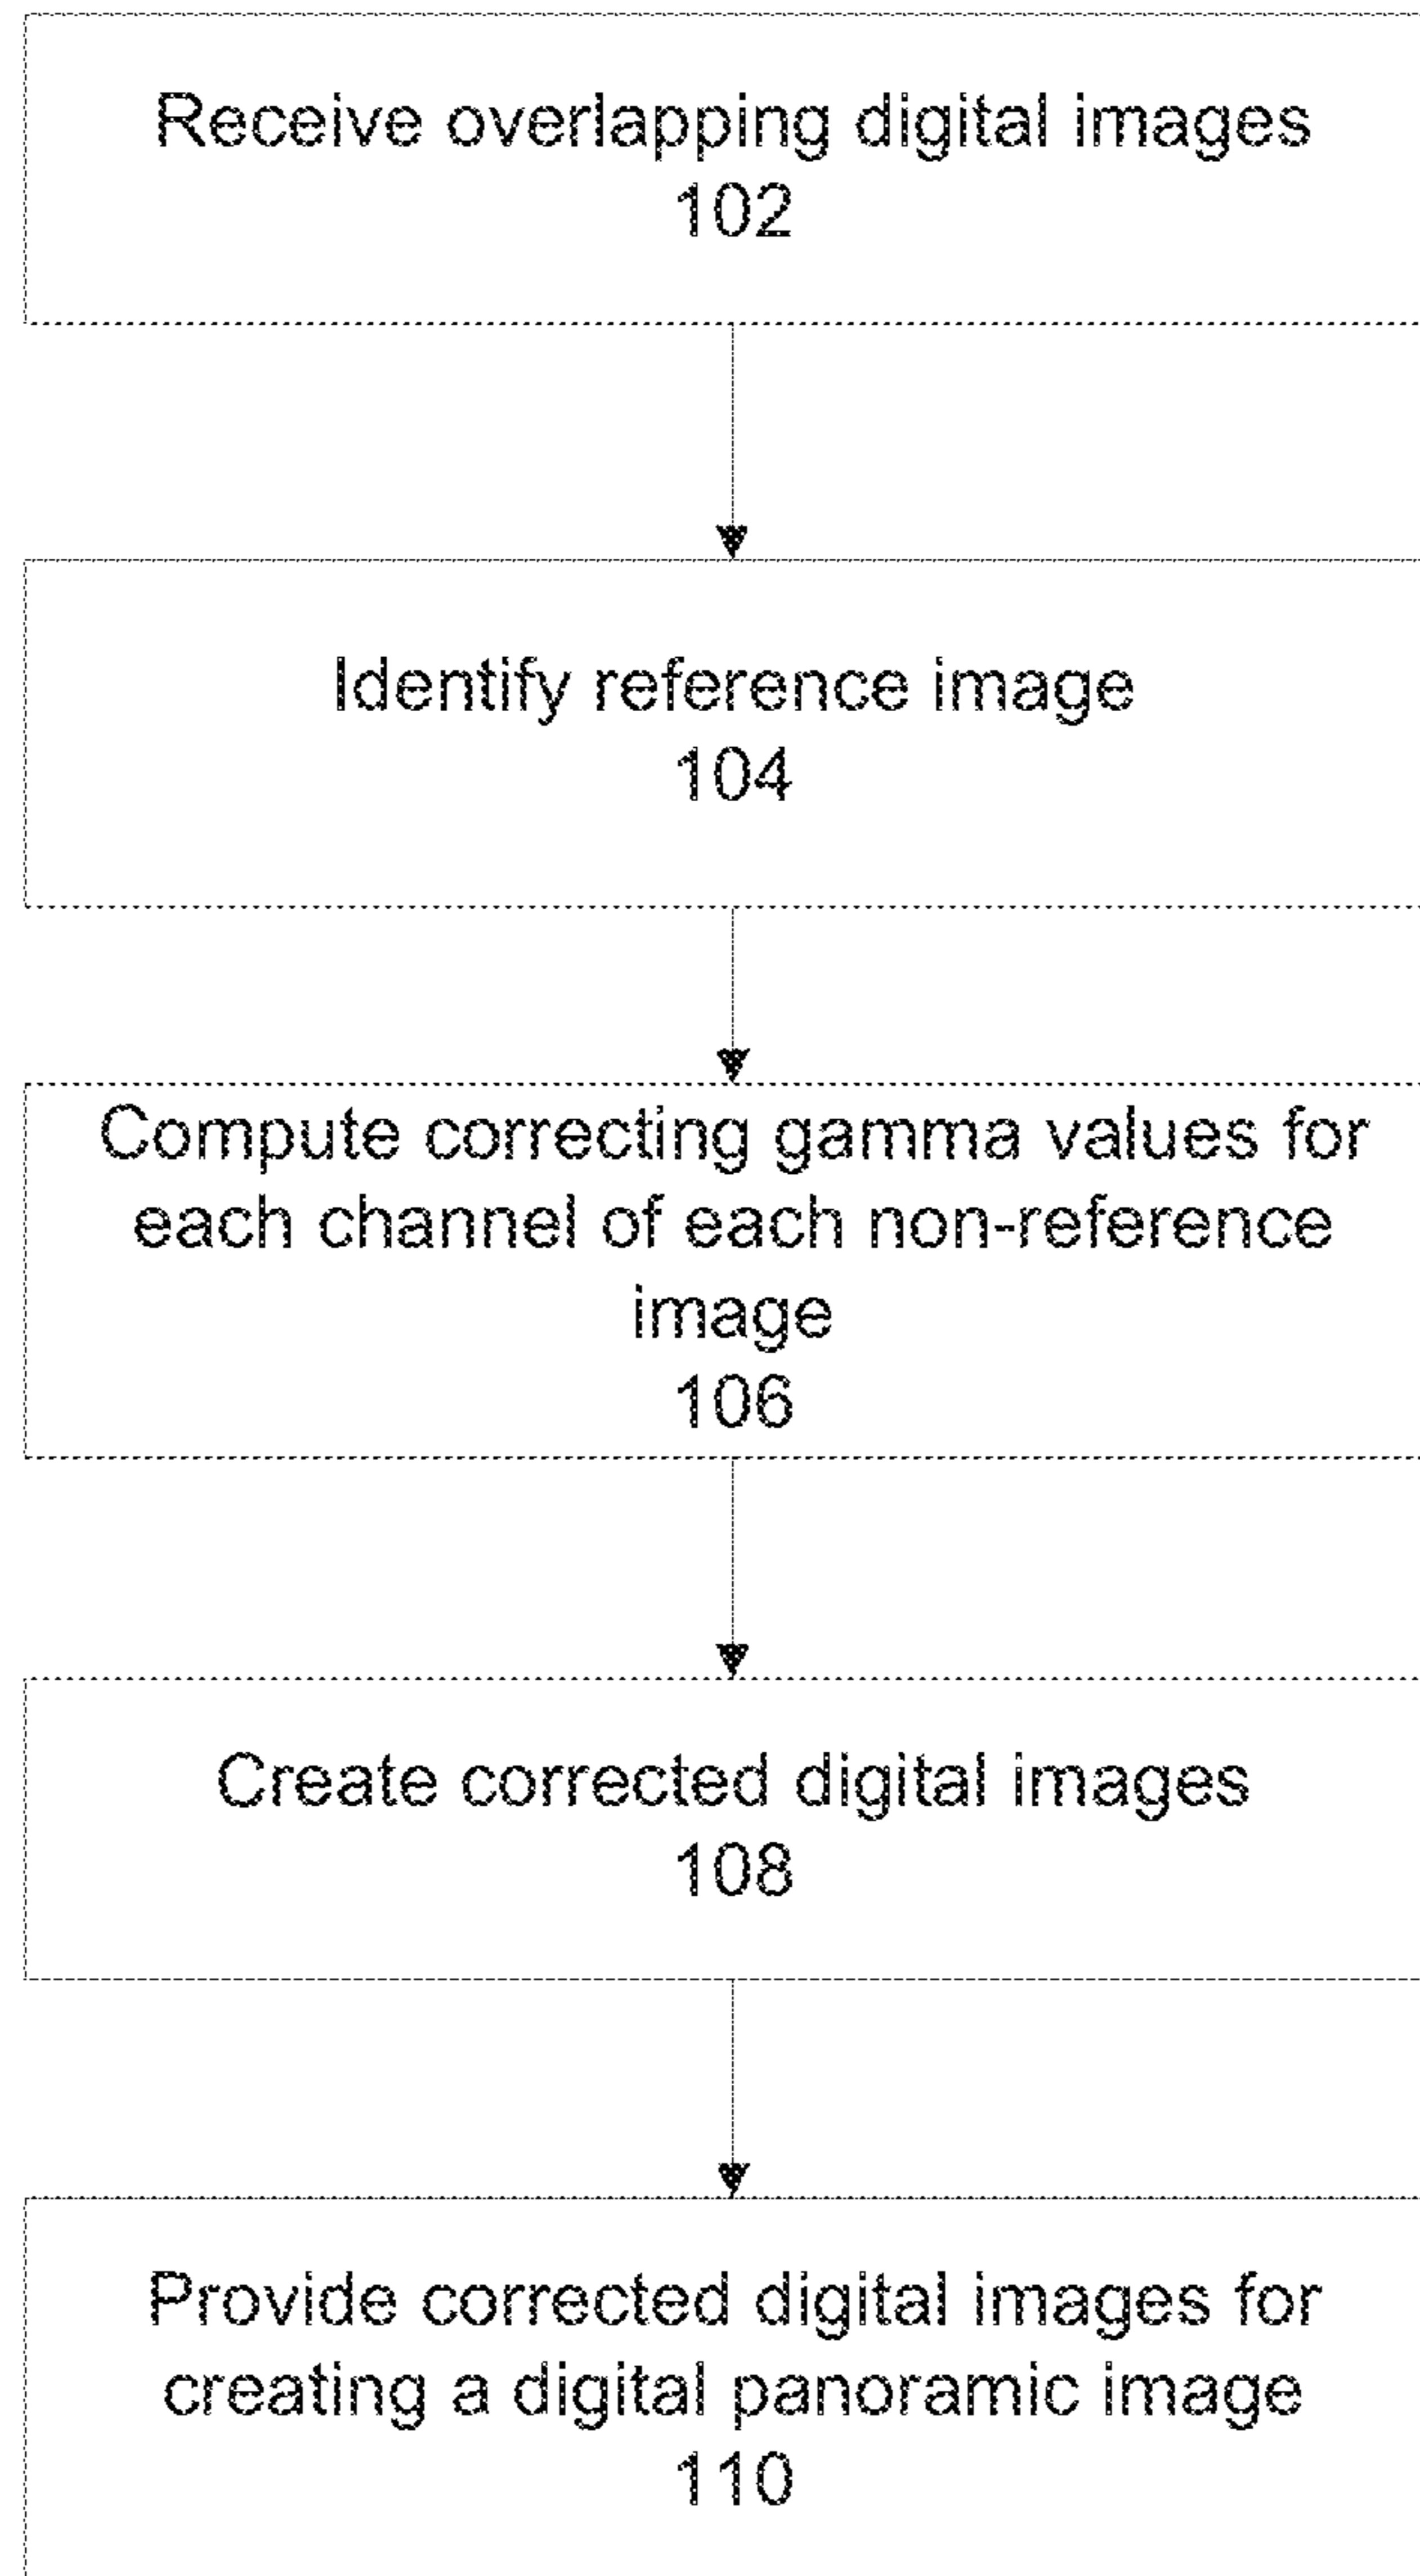 Receive overlapping digital images
102
Identify reference image
104
Compute correcting gamma values for
each channel of each non-reference
image
106
Create corrected digital images
108
Provide corrected digital images for
creating a digital panoramic image
110